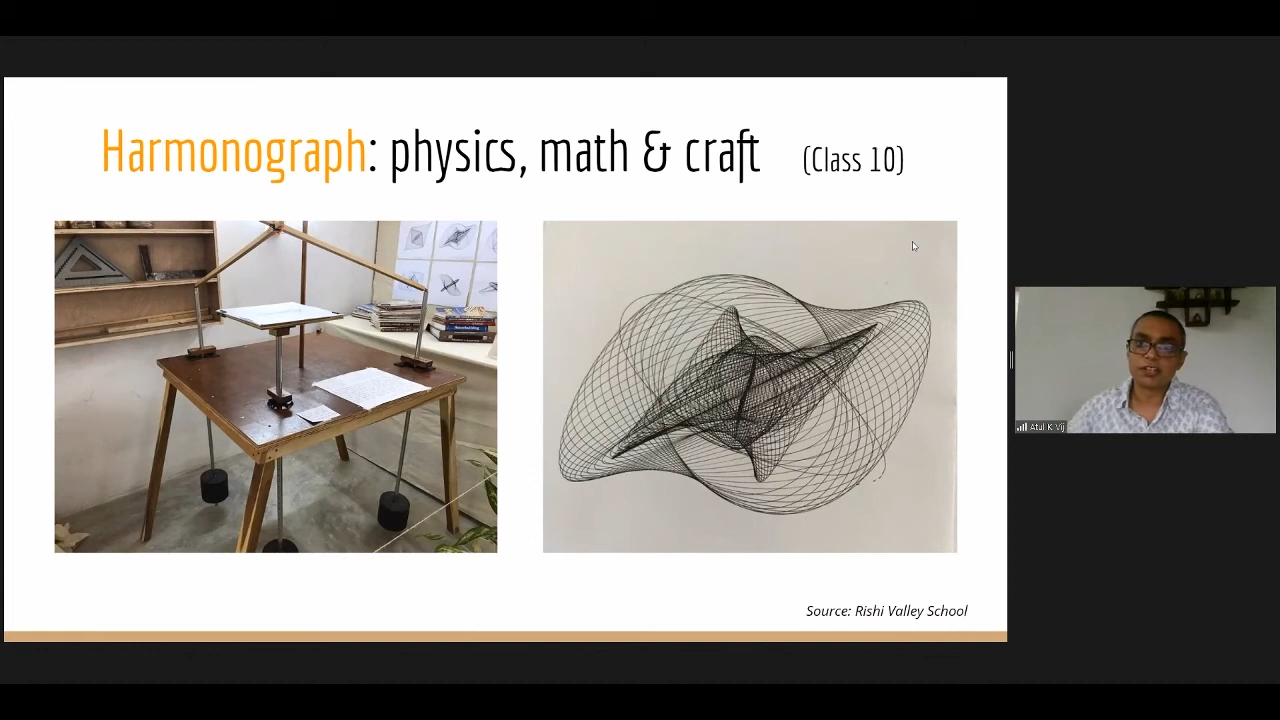 Harmonograph: physics, math & craft (Class 10)
Source: Rishi Valley School
Atul K Vij